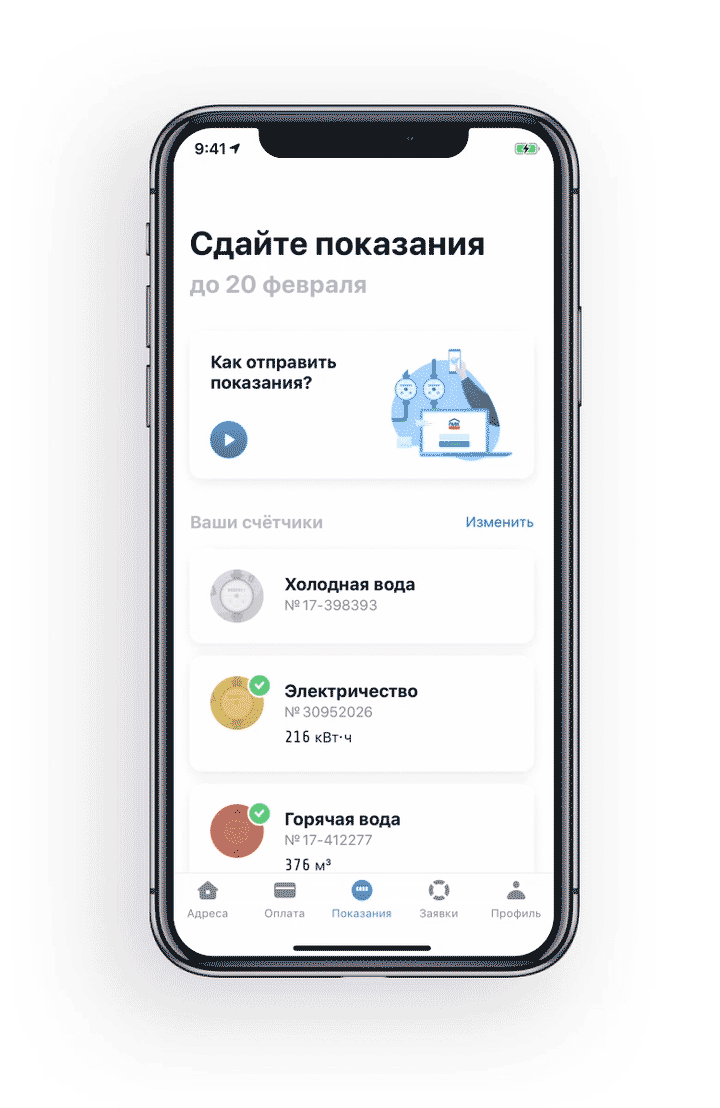 9:41
Сдайте показания
до 20 февраля
Как отправить
показания?
Ваши счётчики
Изменить
Холодная вода
№ 17-398393
Электричество
№ 30952026
216 кВт·ч
Горячая вода
№ 17-412277
376 м³
Адреса
Оплата
Показания
Заявки
Профиль